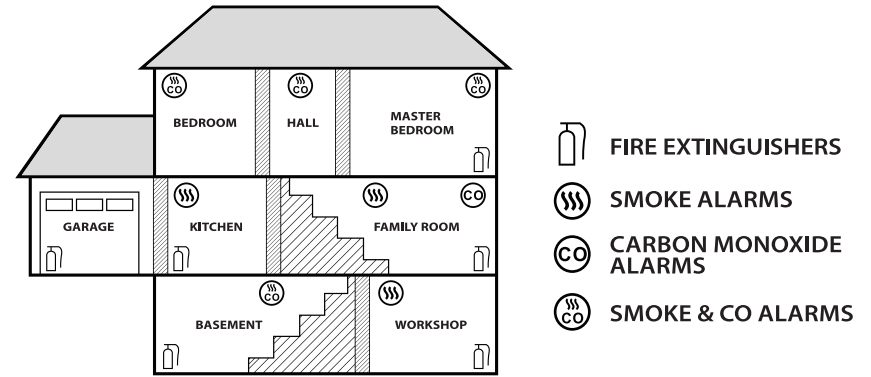 CO
CO
CO
BEDROOM
HALL
MASTER
BEDROOM
CO
GARAGE
KITCHEN
FAMILY ROOM
CO
BASEMENT
WORKSHOP
FIRE EXTINGUISHERS
SMOKE ALARMS
CO
CARBON MONOXIDE
ALARMS
CO
SMOKE & CO ALARMS